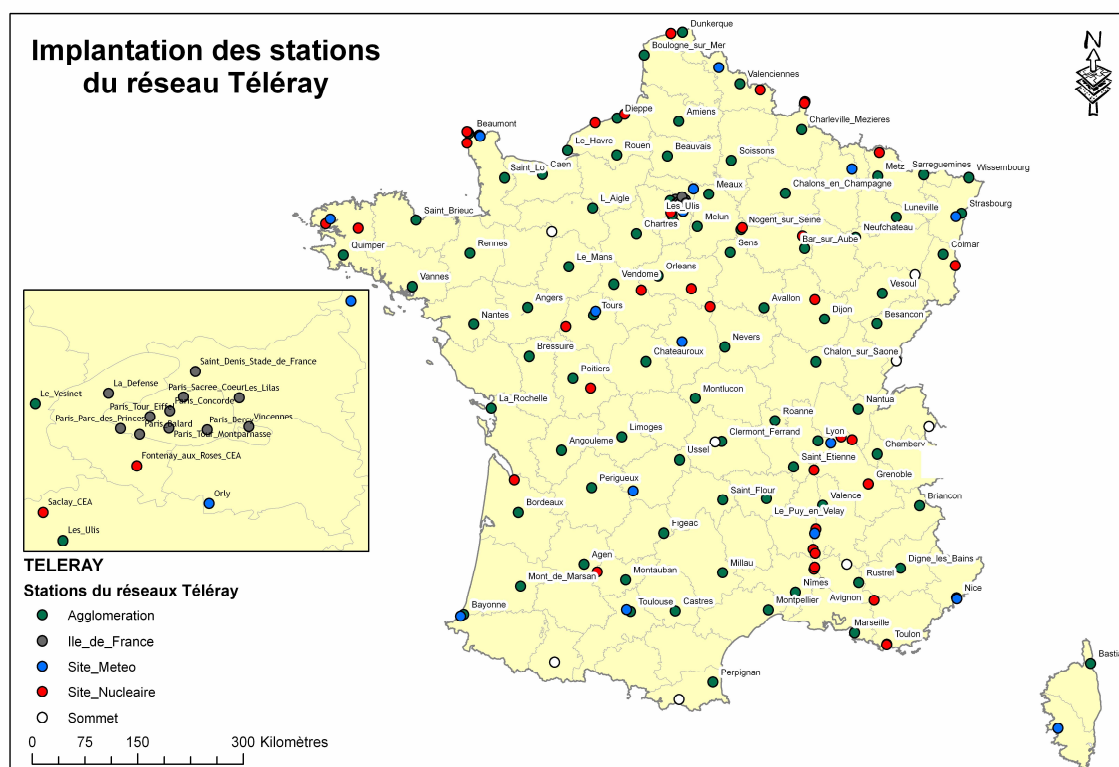 Implantation des stations
du réseau Téléray
N
Dunkerque
Boulogne_sur_Mer
Valenciennes
Dieppe
Amiens
Charleville_Mezieres
Beaumont
Le_Havre
Rouen
Beauvais
Soissons
Saint_Lo
Caen
Metz
Sarreguemines
Wissembourg
Meaux
Chalons_en_Champagne
L_Aigle
Les_Ulis
Saint_Brieuc
Chartres
Melun
Nogent_sur_Seine
Luneville
Strasbourg
Neufchateau
Bar_sur_Aube
Quimper
Rennes
Sens
Colmar
Le_Mans
Orleans
Vannes
Vendome
Vesoul
Angers
Tours
Avallon
Nantes
Dijon
Besancon
Nevers
Bressuire
Chateauroux
Chalon_sur_Saone
Poitiers
Montlucon
La_Rochelle
Nantua
Roanne
Limoges
Clermont_Ferrand
Lyon
Angouleme
Ussel
Chambery
Saint_Etienne
Perigueux
Grenoble
Bordeaux
Saint_Flour
Valence
Briancon
Le_Puy_en_Velay
Figeac
Agen
Millau
Digne_les_Bains
Mont_de_Marsan
Montauban
Rustrel
Nimes
Bayonne
Toulouse
Castres
Montpellier
Avignon
Nice
Marseille
Toulon
Perpignan
Bastia
Saint_Denis_Stade_de_France
La_Defense
Paris_Sacree_Coeur
Les_Lilas
Le_Vesinet
Paris_Tour_Eiffel
Paris_Concorde
Paris_Parc_des_Princes
Paris_Balard
Paris_Bercy
Vincennes
Paris_Tour_Montparnasse
Fontenay_aux_Roses_CEA
Saclay_CEA
Orly
Les_Ulis
TELERAY
Stations du réseaux Téléray
Agglomeration
Ile_de_France
Site_Meteo
Site_Nucleaire
Sommet
0 75 150 300 Kilomètres